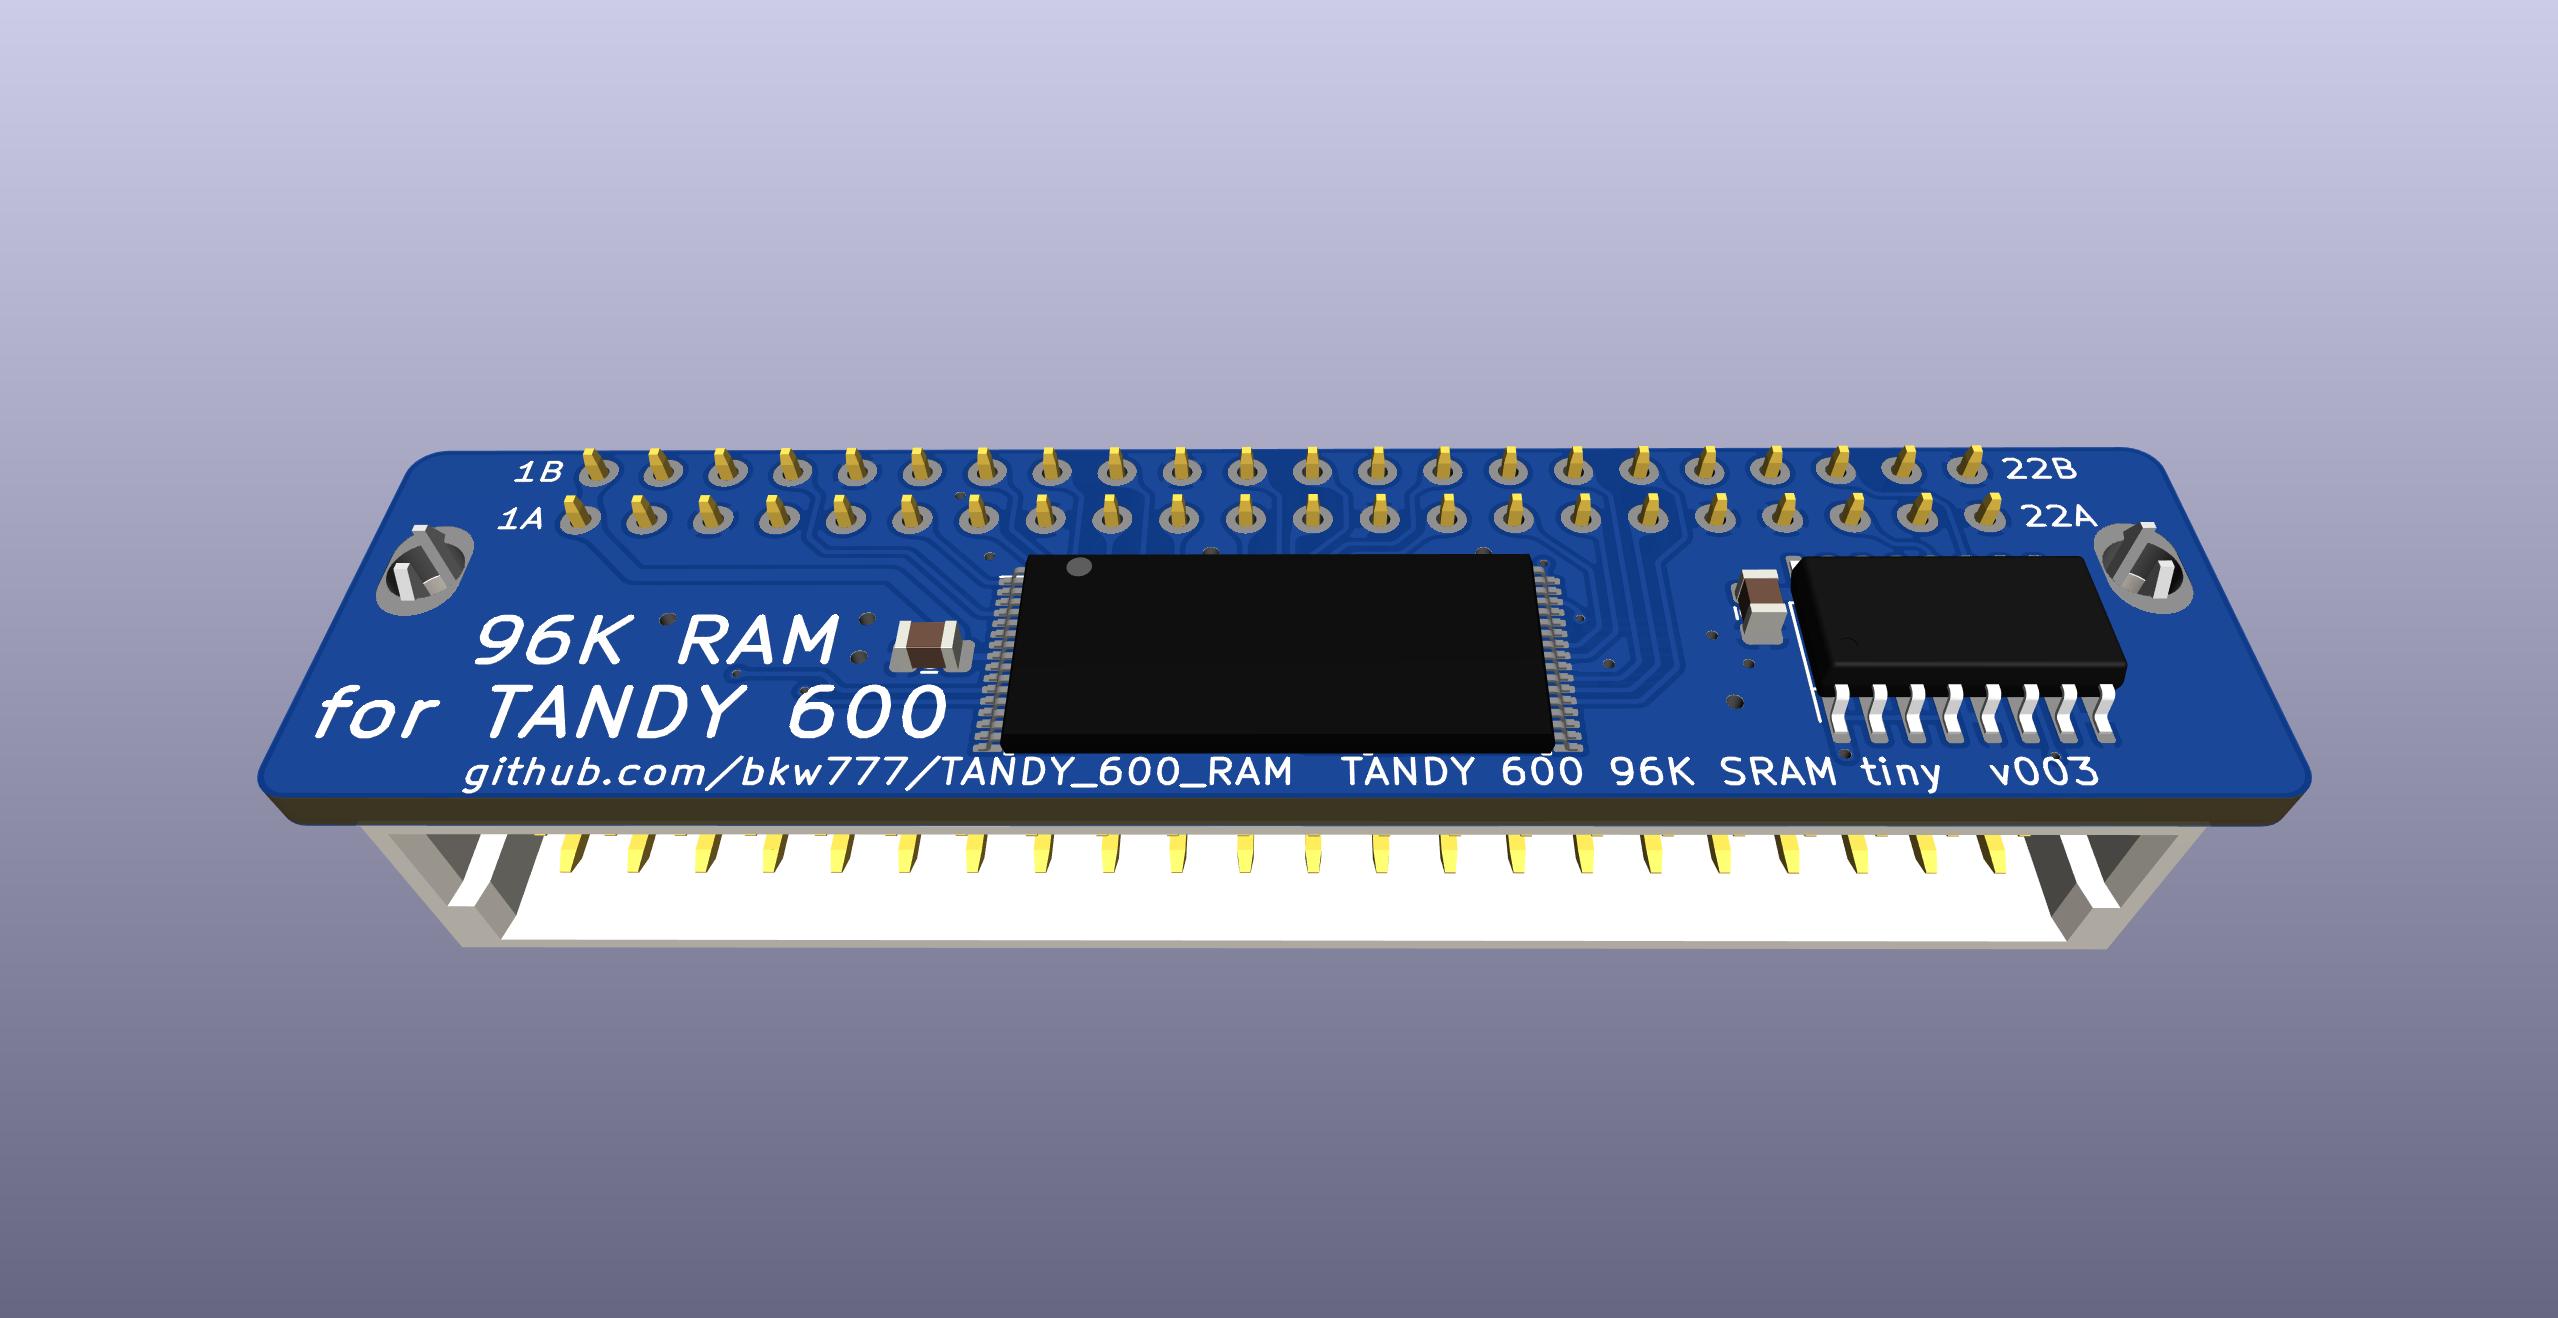 1B 22B
1A 22A
96K RAM
for TANDY 600
github.com/bkw777/TANDY_600_RAM TANDY 600 96K SRAM tiny v003